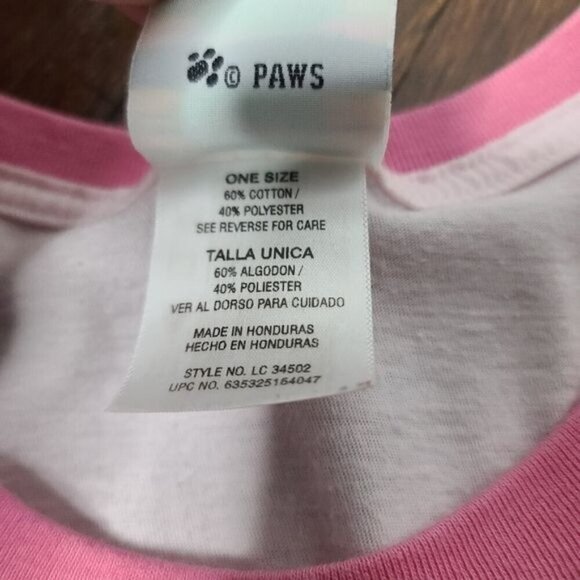 © PAWS
ONE SIZE
60% COTTON /
40% POLYESTER
SEE REVERSE FOR CARE
TALLA UNICA
60% ALGODON /
40% POLIESTER
VER AL DORSO PARA CUIDADO
MADE IN HONDURAS
HECHO EN HONDURAS
STYLE NO. LC 34502
UPC NO. 635325154047